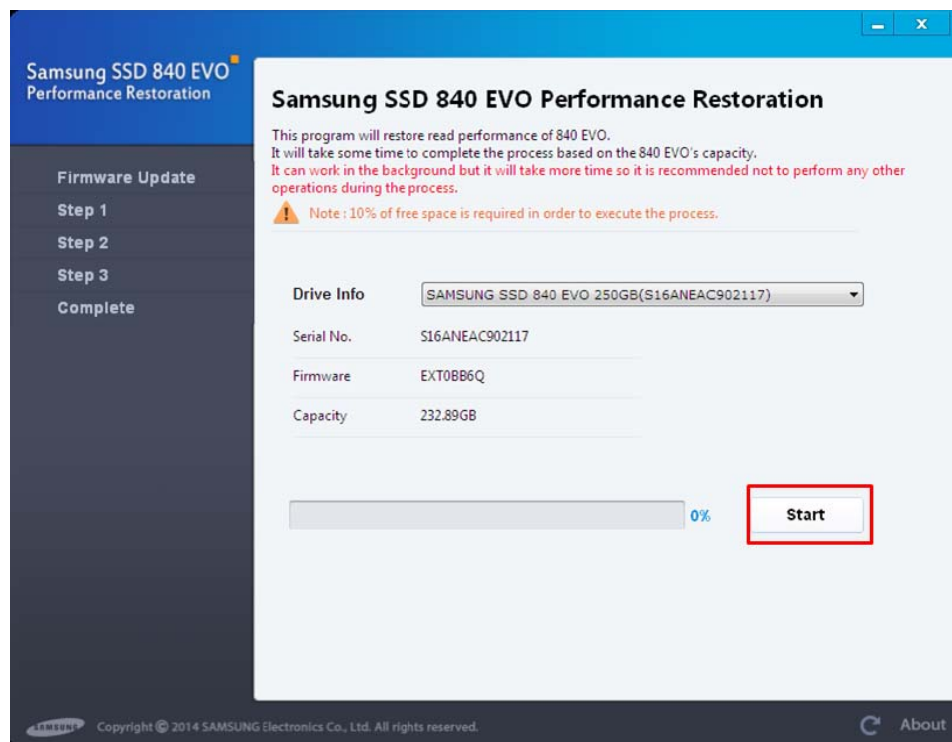 Samsung SSD 840 EVO
Performance Restoration
Firmware Update
Step 1
Step 2
Step 3
Complete
Samsung SSD 840 EVO Performance Restoration
This program will restore read performance of 840 EVO.
It will take some time to complete the process based on the 840 EVO's capacity.
It can work in the background but it will take more time so it is recommended not to perform any other
operations during the process.
Note : 10% of free space is required in order to execute the process.
Drive Info SAMSUNG SSD 840 EVO 250GB(S16ANEAC902117)
Serial No. S16ANEAC902117
Firmware EXT0BB6Q
Capacity 232.89GB
0% Start
SAMSUNG Copyright © 2014 SAMSUNG Electronics Co., Ltd. All rights reserved. About